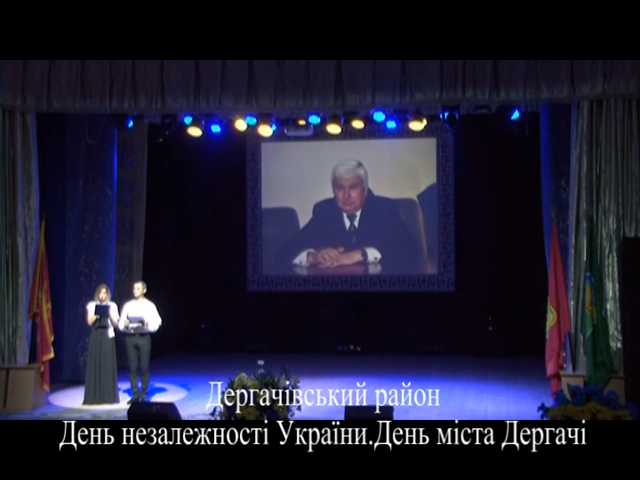 Дергачівський район
День незалежності України.День міста Дергачі